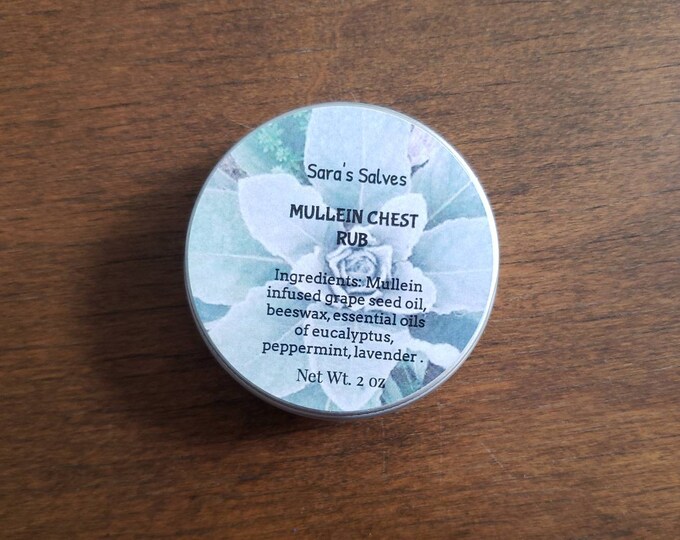 Sara's Salves
MULLEIN CHEST
RUB
Ingredients: Mullein
infused grape seed oil,
beeswax, essential oils
of eucalyptus,
peppermint, lavender .
Net Wt. 2 oz